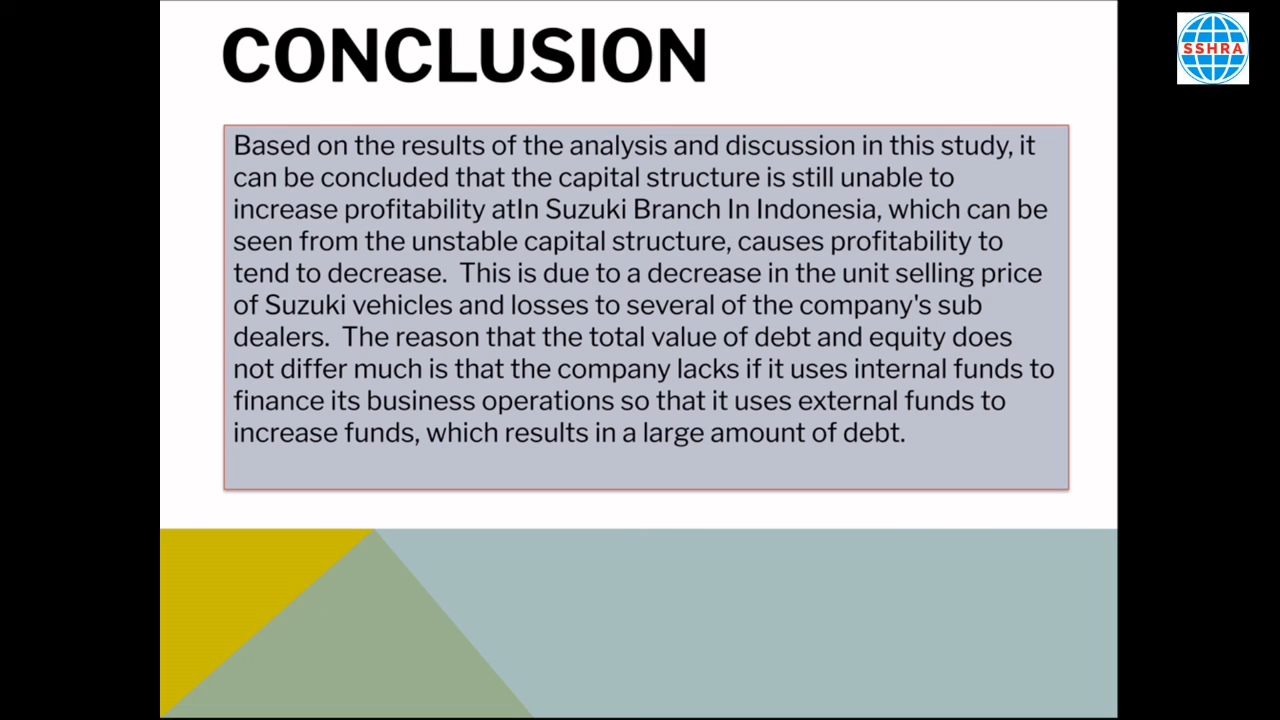 CONCLUSION
SSHRA
Based on the results of the analysis and discussion in this study, it
can be concluded that the capital structure is still unable to
increase profitability atIn Suzuki Branch In Indonesia, which can be
seen from the unstable capital structure, causes profitability to
tend to decrease.  This is due to a decrease in the unit selling price
of Suzuki vehicles and losses to several of the company's sub
dealers.  The reason that the total value of debt and equity does
not differ much is that the company lacks if it uses internal funds to
finance its business operations so that it uses external funds to
increase funds, which results in a large amount of debt.